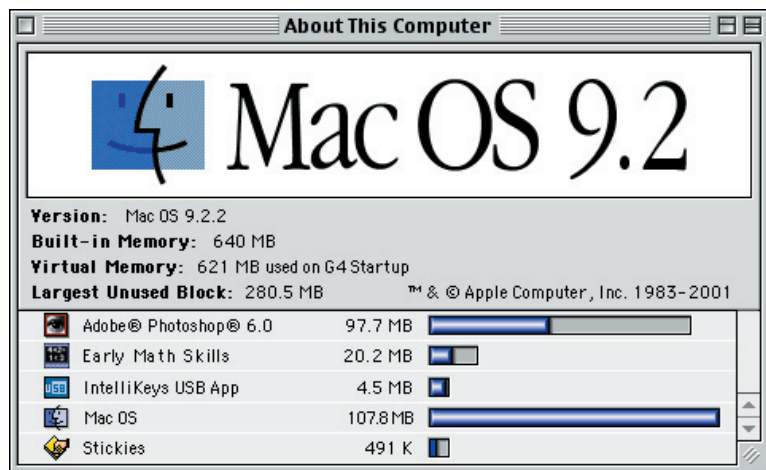 About This Computer
Mac OS 9.2
Version: Mac OS 9.2.2
Built-in Memory: 640 MB
Virtual Memory: 621 MB used on G4 Startup
Largest Unused Block: 280.5 MB ™ & © Apple Computer, Inc. 1983-2001
Adobe® Photoshop® 6.0 97.7 MB
Early Math Skills 20.2 MB
USB IntelliKeys USB App 4.5 MB
Mac OS 107.8 MB
Stickies 491 K